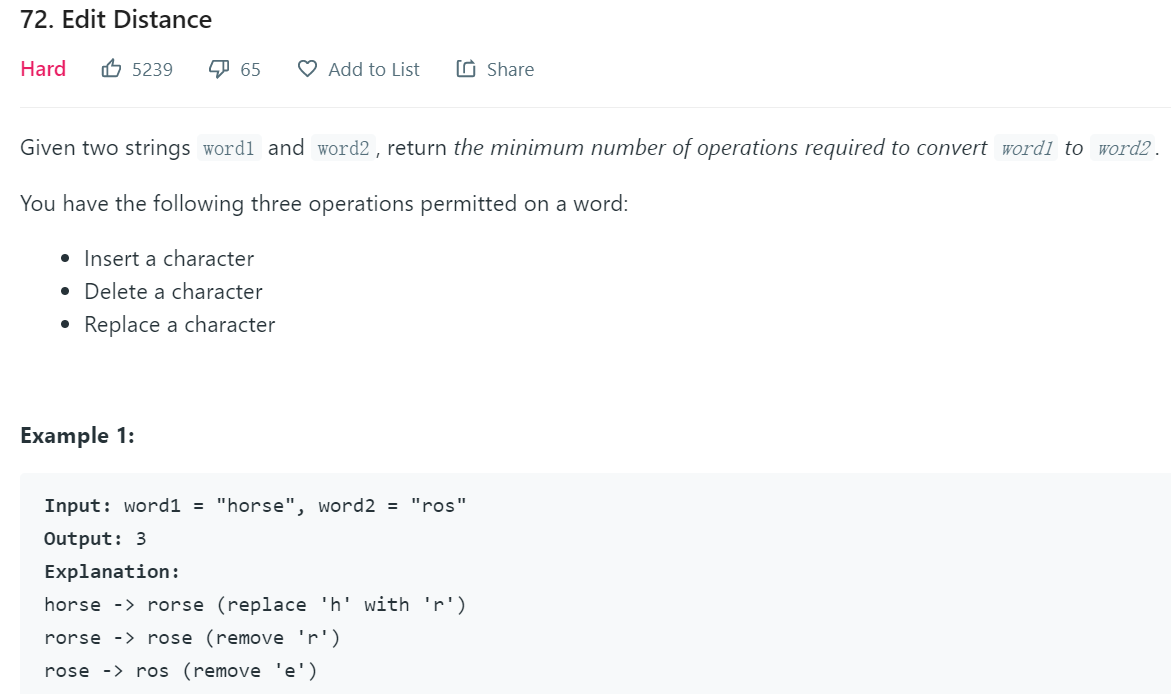 72. Edit Distance
Hard 5239 65 Add to List Share
Given two strings word1 and word2, return the minimum number of operations required to convert word1 to word2.
You have the following three operations permitted on a word:
• Insert a character
• Delete a character
• Replace a character
Example 1:
Input: word1 = "horse", word2 = "ros"
Output: 3
Explanation:
horse -> rorse (replace 'h' with 'r')
rorse -> rose (remove 'r')
rose -> ros (remove 'e')